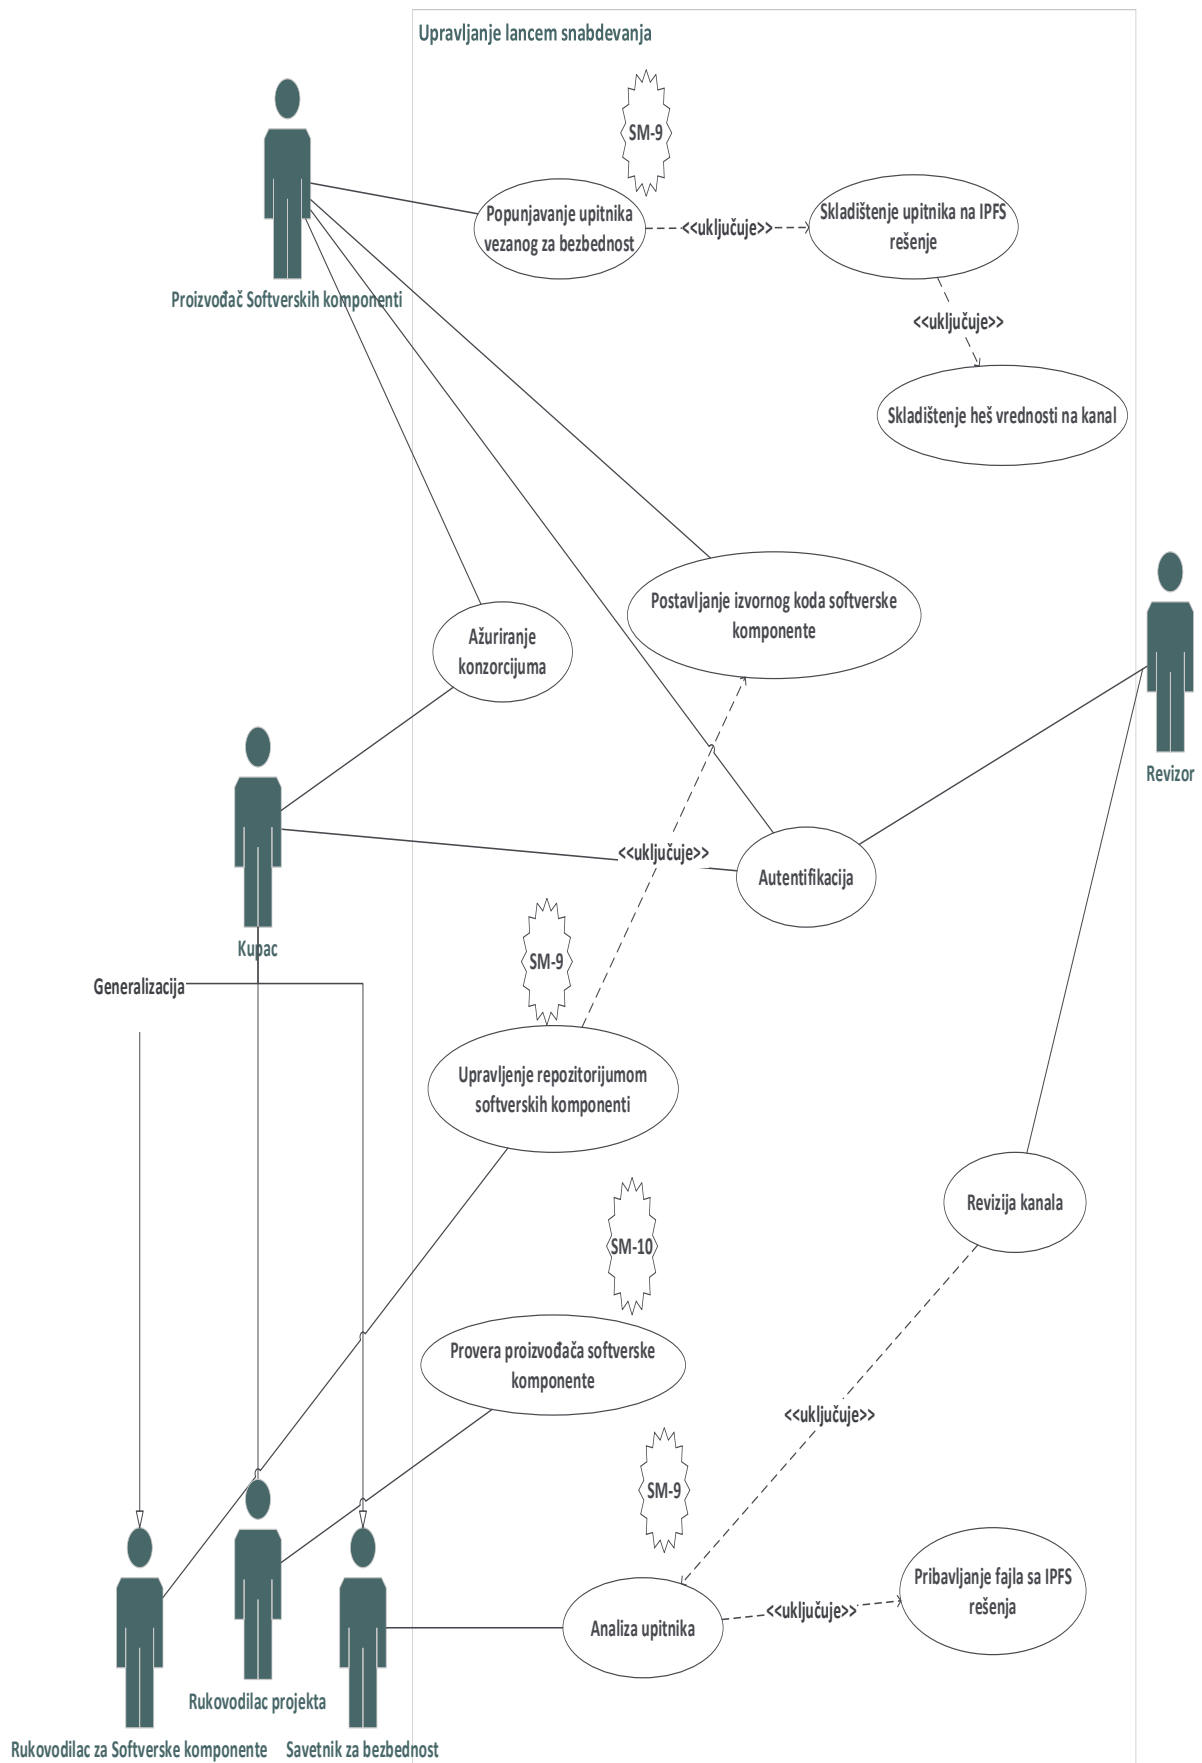 Upravljanje lancem snabdevanja
SM-9
Popunjavanje upitnika
vezanog za bezbednost
<<uključuje>>
Skladištenje upitnika na IPFS
rešenje
Proizvođač Softverskih komponenti
<<uključuje>>
Skladištenje heš vrednosti na kanal
Postavljanje izvornog koda softverske
komponente
Ažuriranje
konzorcijuma
Revizor
<<uključuje>>
Autentifikacija
Kupac
SM-9
Generalizacija
Upravljenje repozitorijumom
softverskih komponenti
Revizija kanala
SM-10
Provera proizvođača softverske
komponente
<<uključuje>>
SM-9
Pribavljanje fajla sa IPFS
rešenja
<<uključuje>>
Analiza upitnika
Rukovodilac projekta
Rukovodilac za Softverske komponente
Savetnik za bezbednost